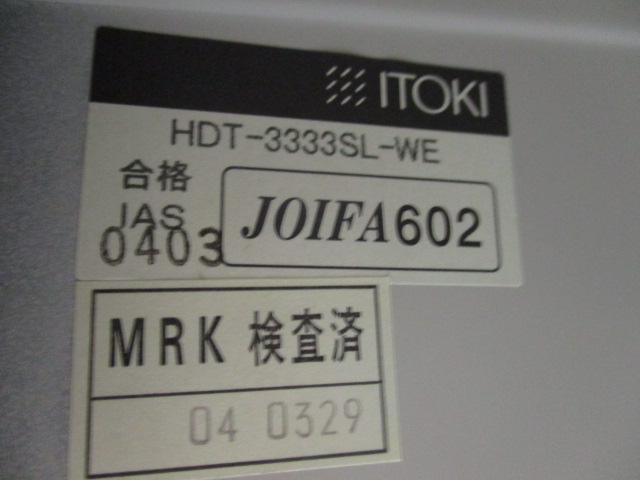 ITOKI
HDT-3333SL-WE
合格
JAS
0403
JOIFA602
MRK 検査済
04 0329